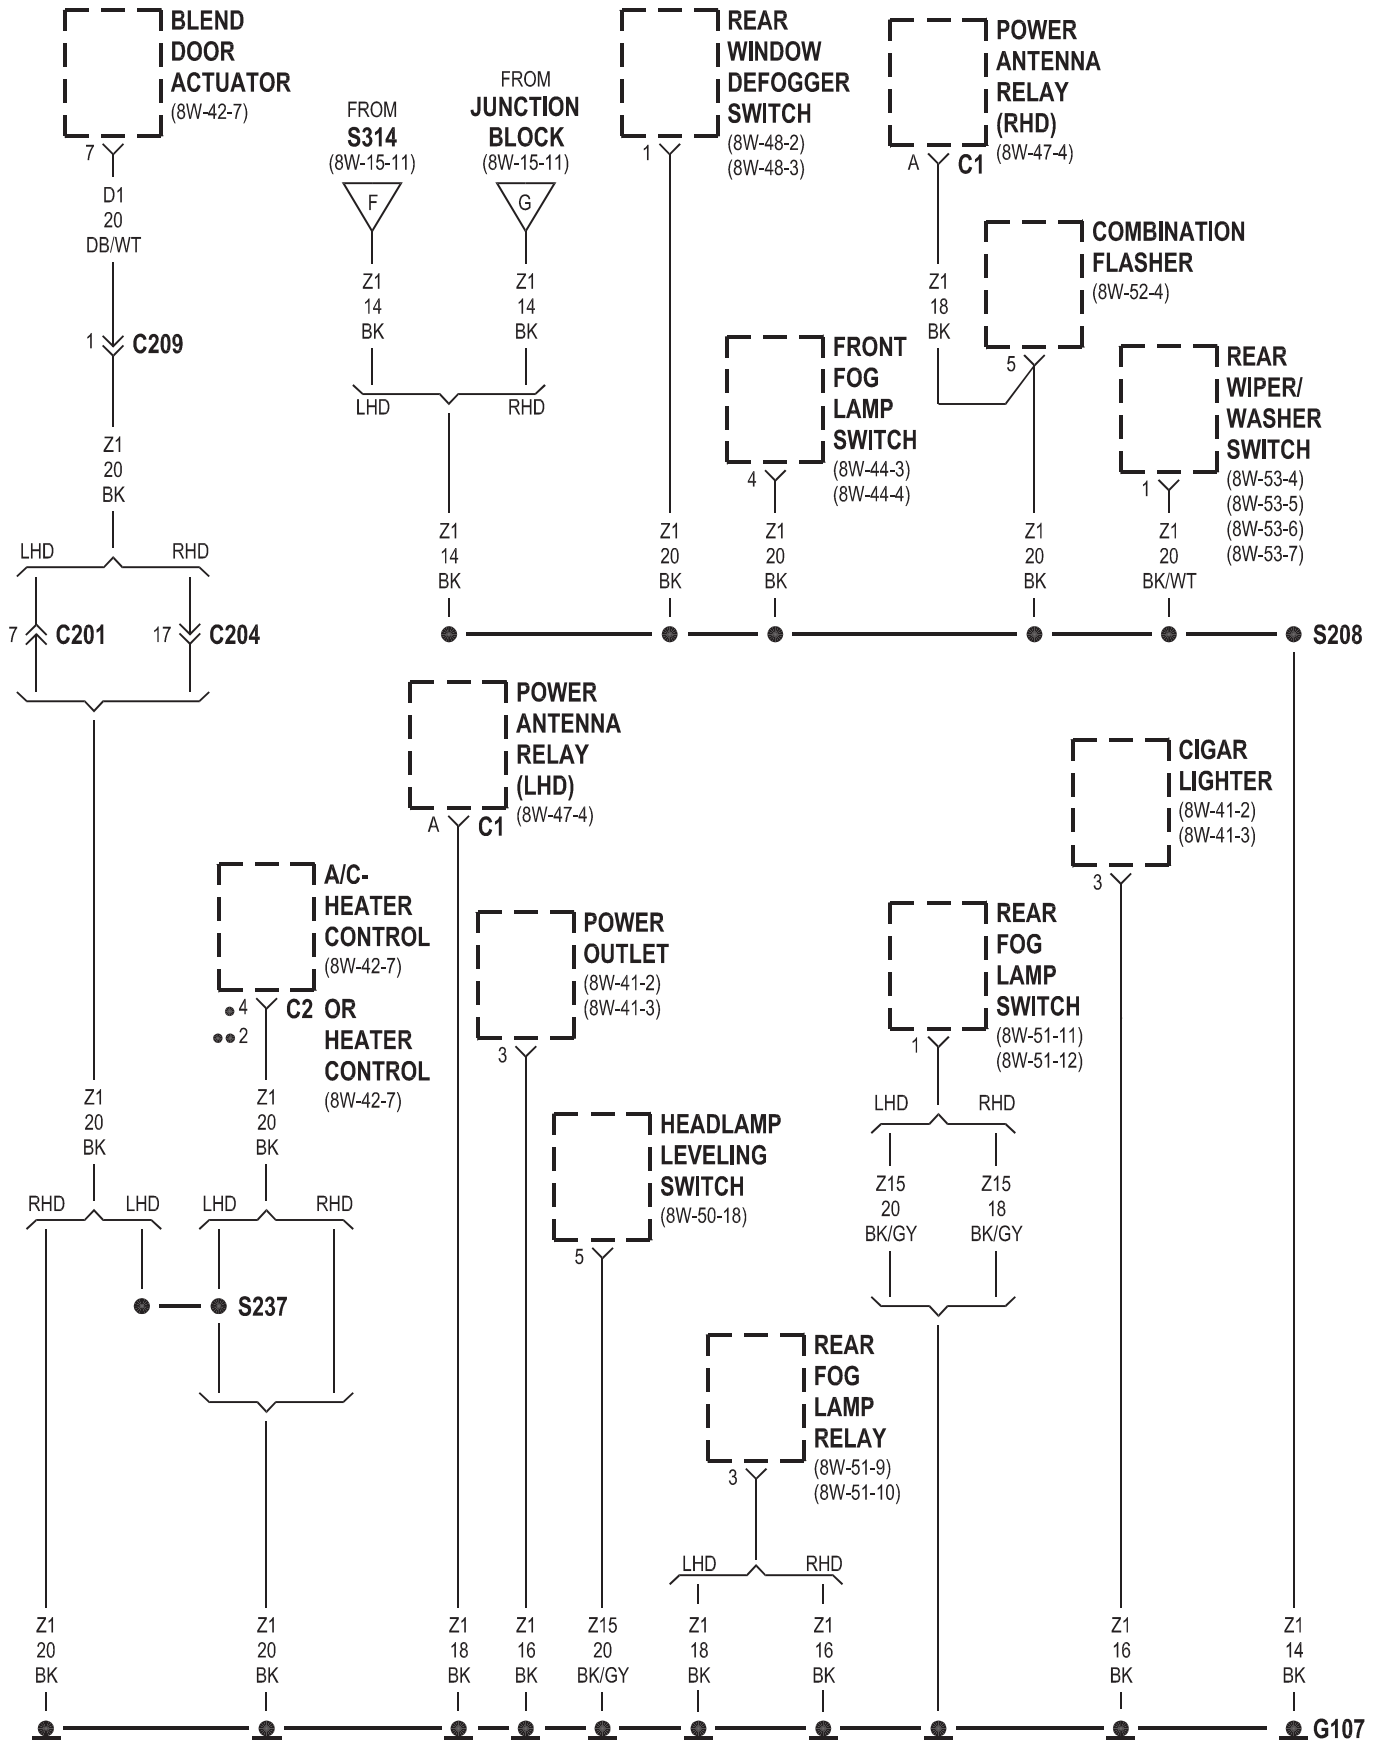 BLEND
DOOR
ACTUATOR
(8W-42-7)
7
D1
20
DB/WT
1
C209
Z1
20
BK
LHD
RHD
7
C201
17
C204
FROM
S314
(8W-15-11)
F
Z1
14
BK
LHD
FROM
JUNCTION
BLOCK
(8W-15-11)
G
Z1
14
BK
RHD
Z1
14
BK
REAR
WINDOW
DEFOGGER
SWITCH
(8W-48-2)
(8W-48-3)
1
Z1
20
BK
FRONT
FOG
LAMP
SWITCH
(8W-44-3)
(8W-44-4)
4
Z1
20
BK
POWER
ANTENNA
RELAY
(RHD)
(8W-47-4)
A
C1
Z1
18
BK
COMBINATION
FLASHER
(8W-52-4)
5
Z1
20
BK
REAR
WIPER/
WASHER
SWITCH
(8W-53-4)
(8W-53-5)
(8W-53-6)
(8W-53-7)
1
Z1
20
BK/WT
S208
POWER
ANTENNA
RELAY
(LHD)
(8W-47-4)
A
C1
A/C-
HEATER
CONTROL
(8W-42-7)
OR
HEATER
CONTROL
(8W-42-7)
•4
C2
••2
Z1
20
BK
Z1
20
BK
RHD
LHD
LHD
RHD
S237
POWER
OUTLET
(8W-41-2)
(8W-41-3)
3
HEADLAMP
LEVELING
SWITCH
(8W-50-18)
5
REAR
FOG
LAMP
RELAY
(8W-51-9)
(8W-51-10)
3
LHD
RHD
REAR
FOG
LAMP
SWITCH
(8W-51-11)
(8W-51-12)
1
LHD
RHD
Z15
20
BK/GY
Z15
18
BK/GY
CIGAR
LIGHTER
(8W-41-2)
(8W-41-3)
3
Z1
20
BK
Z1
20
BK
Z1
18
BK
Z1
16
BK
Z15
20
BK/GY
Z1
18
BK
Z1
16
BK
Z1
16
BK
Z1
14
BK
G107